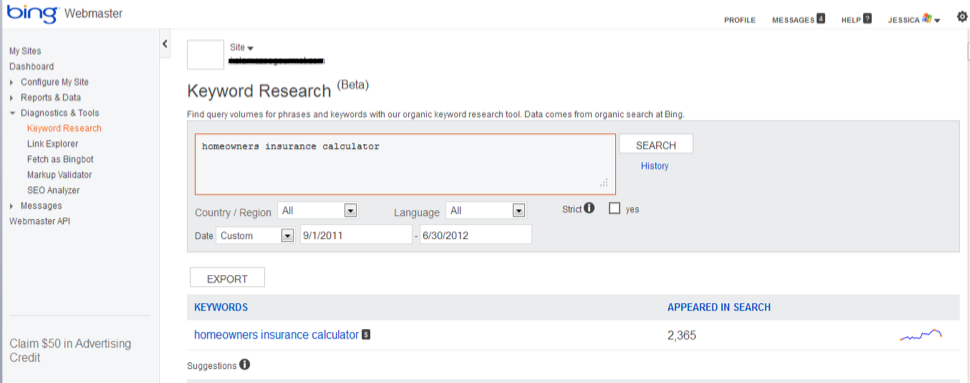 bing Webmaster
PROFILE MESSAGES 4 HELP ? JESSICA
My Sites
Dashboard
Configure My Site
Reports & Data
Diagnostics & Tools
Keyword Research
Link Explorer
Fetch as Bingbot
Markup Validator
SEO Analyzer
Messages
Webmaster API
Claim $50 in Advertising
Credit
Site
Keyword Research (Beta)
Find query volumes for phrases and keywords with our organic keyword research tool. Data comes from organic search at Bing.
homeowners insurance calculator
SEARCH
History
Country / Region All Language All Strict yes
Date Custom 9/1/2011 - 6/30/2012
EXPORT
KEYWORDS APPEARED IN SEARCH
homeowners insurance calculator $ 2,365
Suggestions